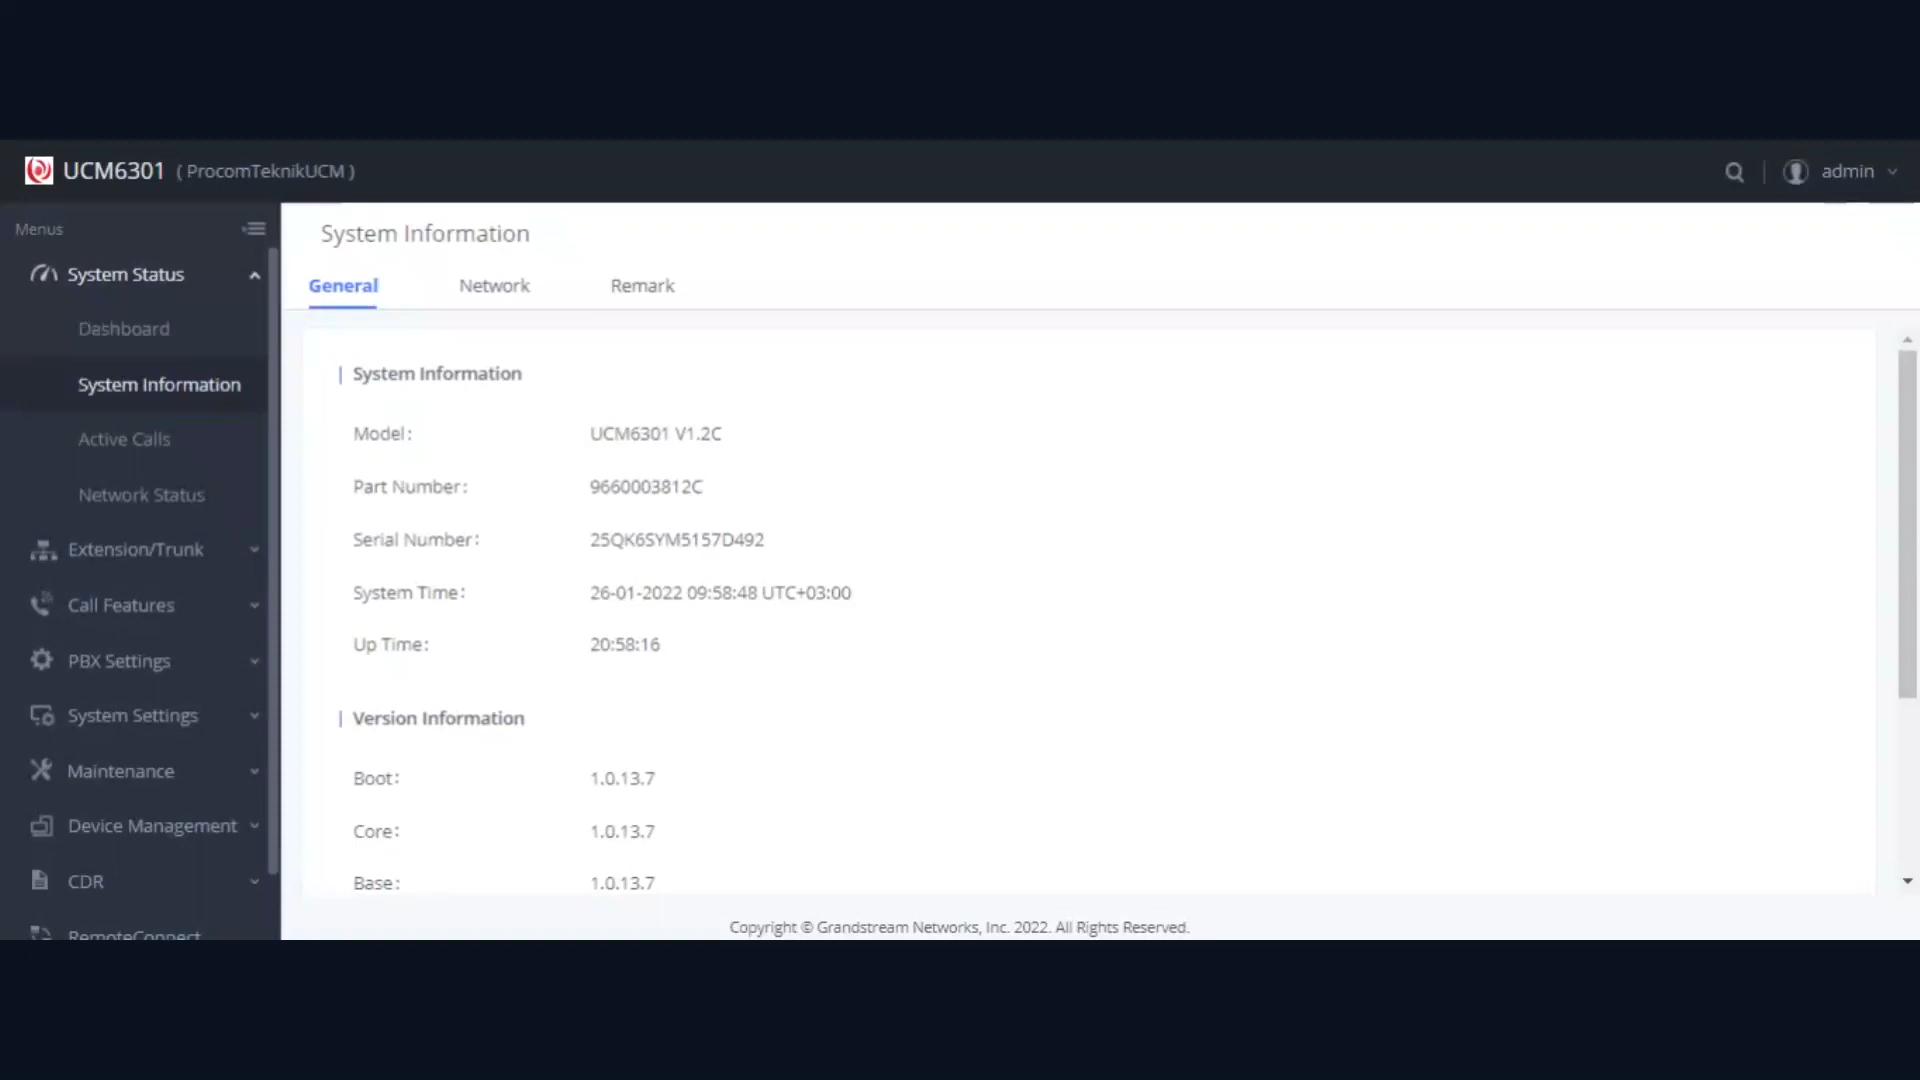 UCM6301 ( ProcomTeknikUCM )
admin
Menus
System Status
Dashboard
System Information
Active Calls
Network Status
Extension/Trunk
Call Features
PBX Settings
System Settings
Maintenance
Device Management
CDR
RemoteConnect
System Information
General Network Remark
System Information
Model: UCM6301 V1.2C
Part Number: 9660003812C
Serial Number: 25QK6SYM5157D492
System Time: 26-01-2022 09:58:48 UTC+03:00
Up Time: 20:58:16
Version Information
Boot: 1.0.13.7
Core: 1.0.13.7
Base: 1.0.13.7
Copyright © Grandstream Networks, Inc. 2022. All Rights Reserved.